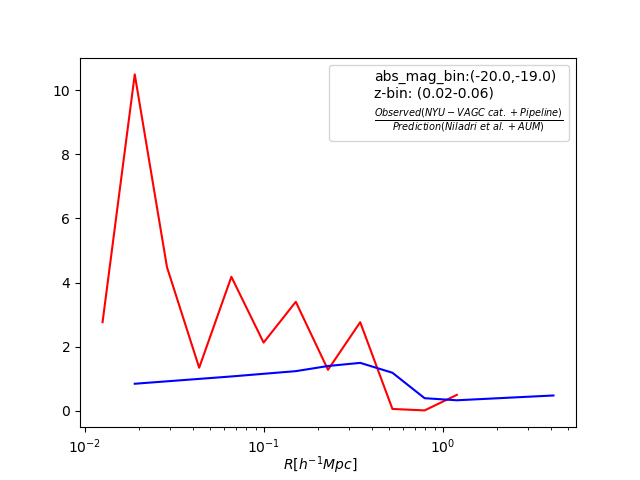 abs_mag_bin:(-20.0,-19.0)
z-bin: (0.02-0.06)
Observed(NYU − VAGC cat. + Pipeline)
Prediction(Niladri et al. + AUM)
10
8
6
4
2
0
10⁻² 10⁻¹ 10⁰
R[h⁻¹Mpc]